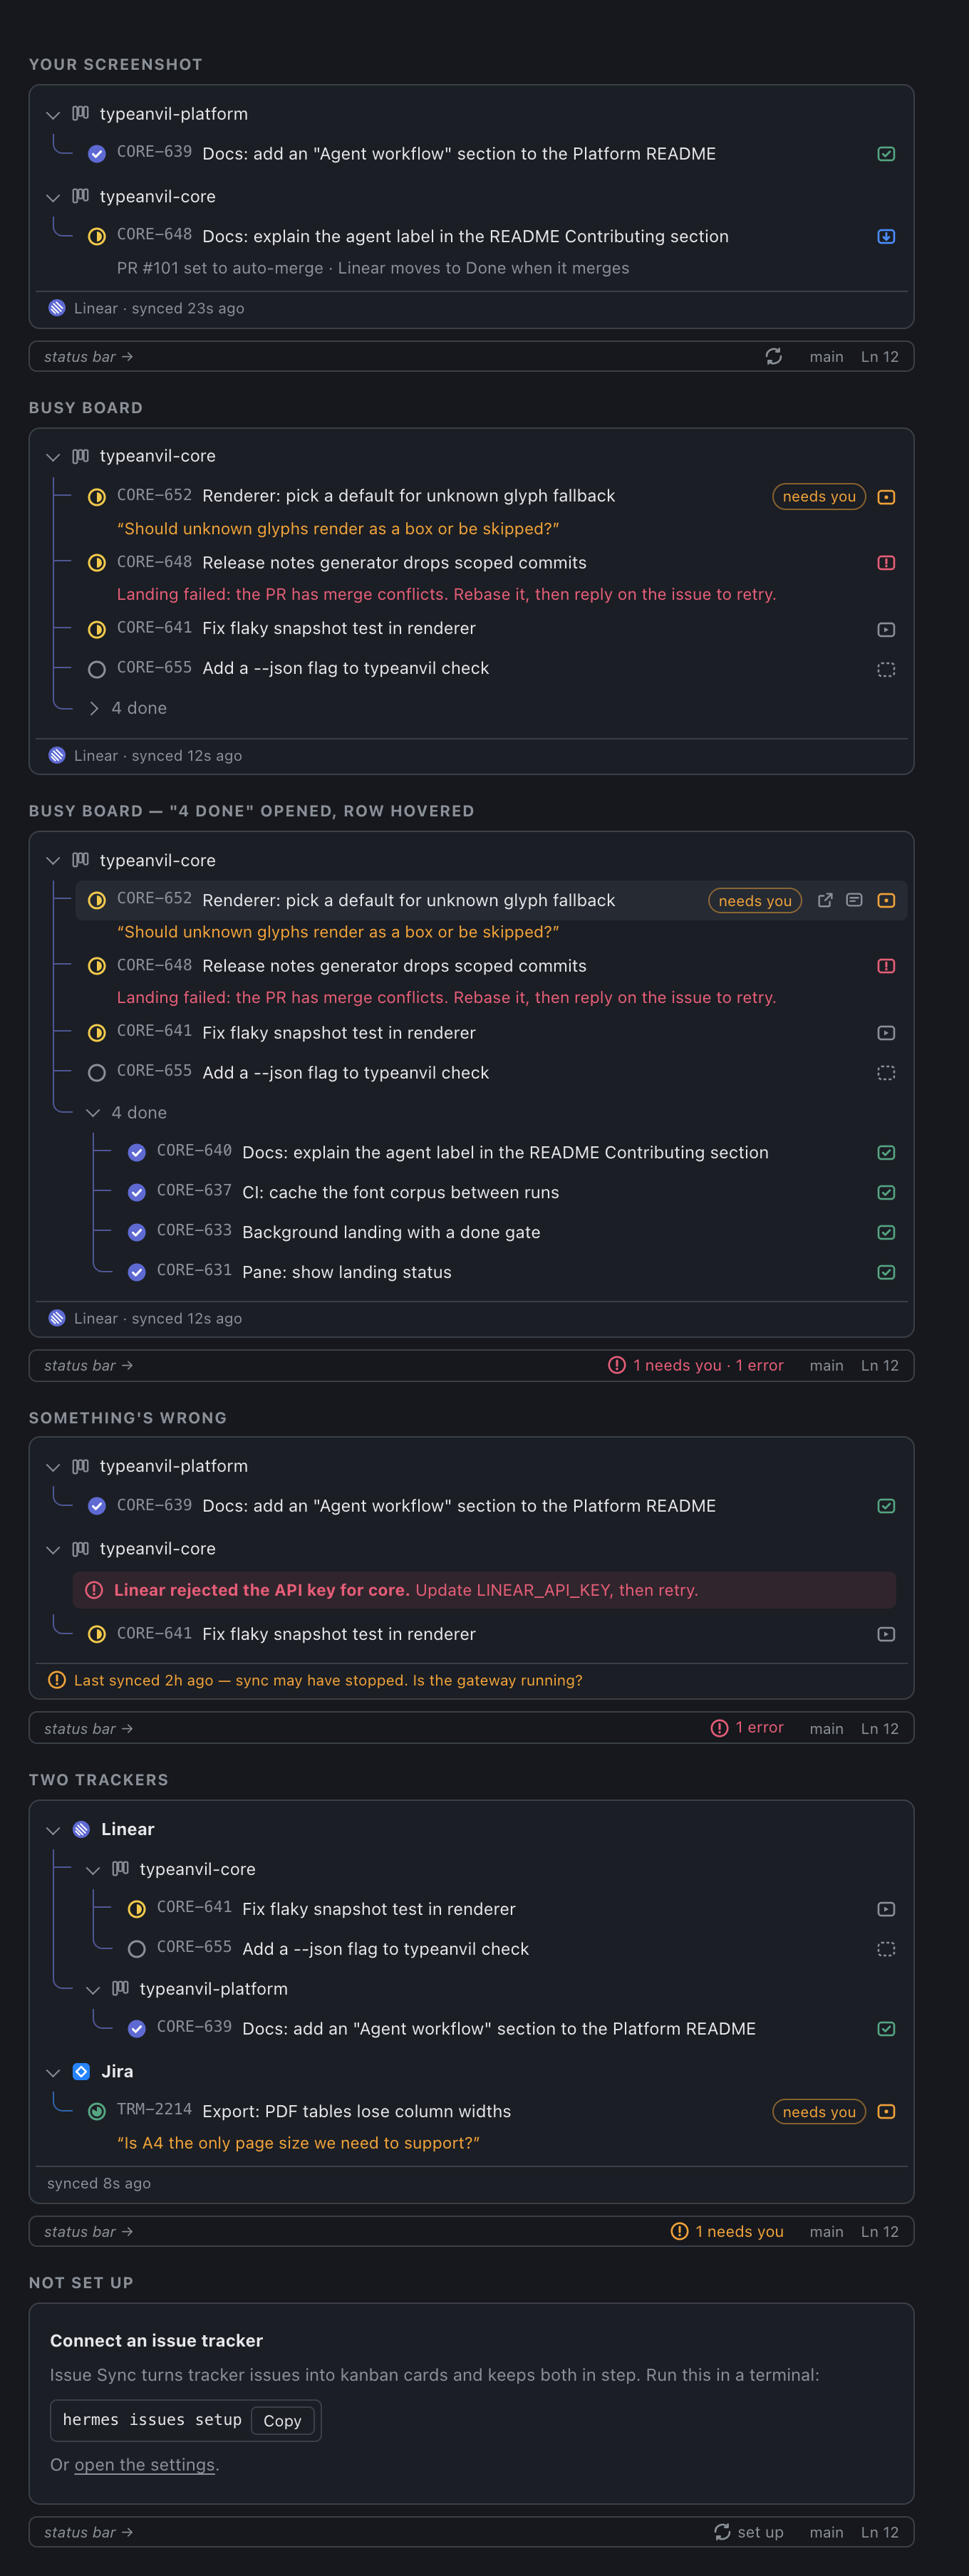 YOUR SCREENSHOT
typeanvil-platform
CORE-639 Docs: add an "Agent workflow" section to the Platform README
typeanvil-core
CORE-648 Docs: explain the agent label in the README Contributing section
PR #101 set to auto-merge · Linear moves to Done when it merges
Linear · synced 23s ago
status bar → main Ln 12
BUSY BOARD
typeanvil-core
CORE-652 Renderer: pick a default for unknown glyph fallback needs you
“Should unknown glyphs render as a box or be skipped?”
CORE-648 Release notes generator drops scoped commits
Landing failed: the PR has merge conflicts. Rebase it, then reply on the issue to retry.
CORE-641 Fix flaky snapshot test in renderer
CORE-655 Add a --json flag to typeanvil check
4 done
Linear · synced 12s ago
BUSY BOARD — "4 DONE" OPENED, ROW HOVERED
typeanvil-core
CORE-652 Renderer: pick a default for unknown glyph fallback needs you
“Should unknown glyphs render as a box or be skipped?”
CORE-648 Release notes generator drops scoped commits
Landing failed: the PR has merge conflicts. Rebase it, then reply on the issue to retry.
CORE-641 Fix flaky snapshot test in renderer
CORE-655 Add a --json flag to typeanvil check
4 done
CORE-640 Docs: explain the agent label in the README Contributing section
CORE-637 CI: cache the font corpus between runs
CORE-633 Background landing with a done gate
CORE-631 Pane: show landing status
Linear · synced 12s ago
status bar → 1 needs you · 1 error main Ln 12
SOMETHING'S WRONG
typeanvil-platform
CORE-639 Docs: add an "Agent workflow" section to the Platform README
typeanvil-core
Linear rejected the API key for core. Update LINEAR_API_KEY, then retry.
CORE-641 Fix flaky snapshot test in renderer
Last synced 2h ago — sync may have stopped. Is the gateway running?
status bar → 1 error main Ln 12
TWO TRACKERS
Linear
typeanvil-core
CORE-641 Fix flaky snapshot test in renderer
CORE-655 Add a --json flag to typeanvil check
typeanvil-platform
CORE-639 Docs: add an "Agent workflow" section to the Platform README
Jira
TRM-2214 Export: PDF tables lose column widths needs you
“Is A4 the only page size we need to support?”
synced 8s ago
status bar → 1 needs you main Ln 12
NOT SET UP
Connect an issue tracker
Issue Sync turns tracker issues into kanban cards and keeps both in step. Run this in a terminal:
hermes issues setup Copy
Or open the settings.
status bar → set up main Ln 12